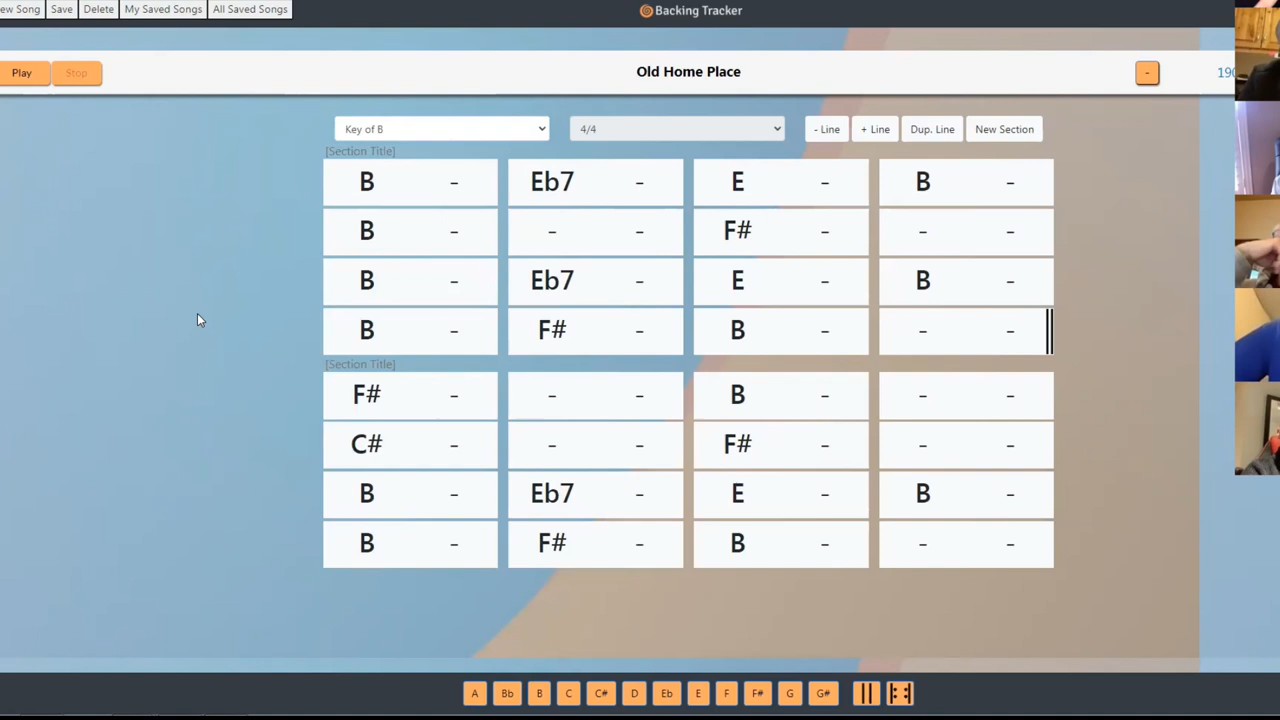 ew Song Save Delete My Saved Songs All Saved Songs Backing Tracker
Play Stop Old Home Place - 190
Key of B 4/4 - Line + Line Dup. Line New Section
[Section Title]
B - Eb7 - E - B -
B - - - F# - - -
B - Eb7 - E - B -
B - F# - B - - -
[Section Title]
F# - - - B - - -
C# - - - F# - - -
B - Eb7 - E - B -
B - F# - B - - -
A Bb B C C# D Eb E F F# G G#